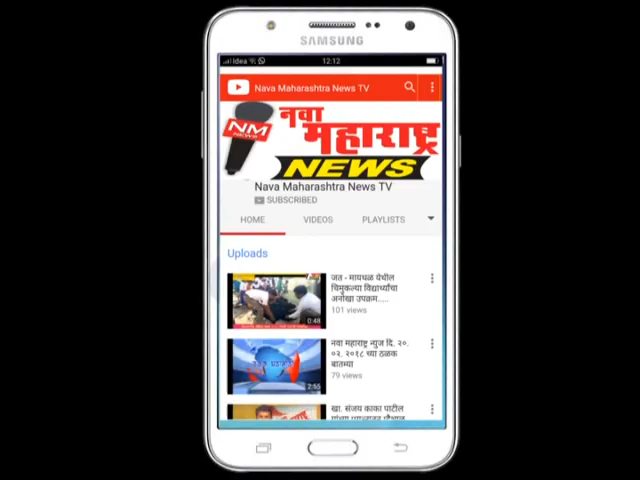 SAMSUNG
Idea 12:12
Nava Maharashtra News TV
नवा
महाराष्ट्र
NM
NEWS
NEWS
Nava Maharashtra News TV
SUBSCRIBED
HOME VIDEOS PLAYLISTS
Uploads
जत - मायथळ येथील
चिमुकल्या विद्यार्थ्यांचा
अनोखा उपक्रम.....
101 views
0:48
नवा महाराष्ट्र न्युज दि. २०.
०२. २०१८ च्या ठळक
बातम्या
79 views
2:55
खा. संजय काका पाटील